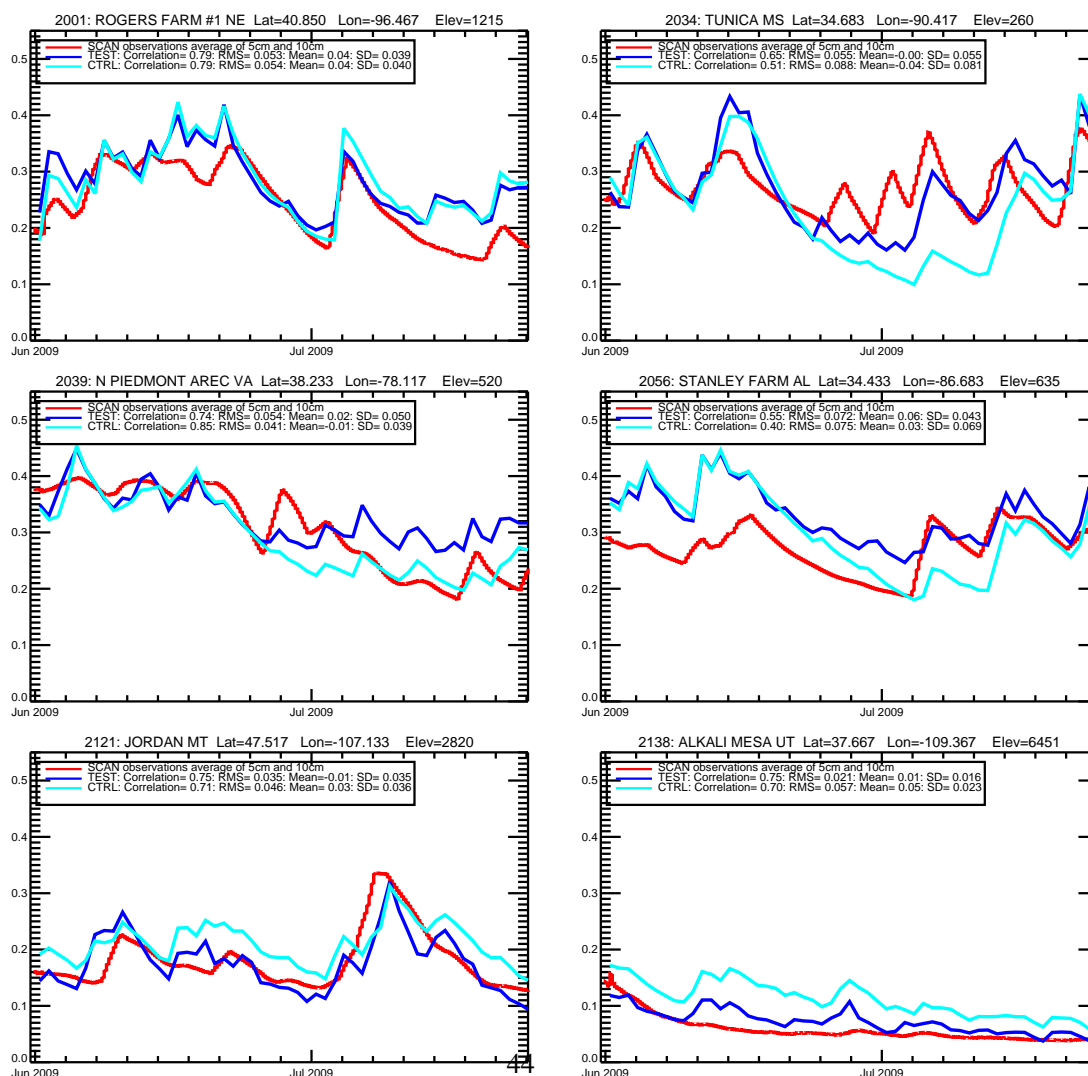 2001: ROGERS FARM #1 NE Lat=40.850 Lon=-96.467 Elev=1215
SCAN observations average of 5cm and 10cm
TEST: Correlation= 0.79: RMS= 0.053: Mean= 0.04: SD= 0.039
CTRL: Correlation= 0.79: RMS= 0.054: Mean= 0.04: SD= 0.040
0.5
0.4
0.3
0.2
0.1
0.0
Jun 2009
Jul 2009
2034: TUNICA MS Lat=34.683 Lon=-90.417 Elev=260
SCAN observations average of 5cm and 10cm
TEST: Correlation= 0.65: RMS= 0.055: Mean=-0.00: SD= 0.055
CTRL: Correlation= 0.51: RMS= 0.088: Mean=-0.04: SD= 0.081
0.5
0.4
0.3
0.2
0.1
0.0
Jun 2009
Jul 2009
2039: N PIEDMONT AREC VA Lat=38.233 Lon=-78.117 Elev=520
SCAN observations average of 5cm and 10cm
TEST: Correlation= 0.74: RMS= 0.054: Mean= 0.02: SD= 0.050
CTRL: Correlation= 0.85: RMS= 0.041: Mean=-0.01: SD= 0.039
0.5
0.4
0.3
0.2
0.1
0.0
Jun 2009
Jul 2009
2056: STANLEY FARM AL Lat=34.433 Lon=-86.683 Elev=635
SCAN observations average of 5cm and 10cm
TEST: Correlation= 0.55: RMS= 0.072: Mean= 0.06: SD= 0.043
CTRL: Correlation= 0.40: RMS= 0.075: Mean= 0.03: SD= 0.069
0.5
0.4
0.3
0.2
0.1
0.0
Jun 2009
Jul 2009
2121: JORDAN MT Lat=47.517 Lon=-107.133 Elev=2820
SCAN observations average of 5cm and 10cm
TEST: Correlation= 0.75: RMS= 0.035: Mean=-0.01: SD= 0.035
CTRL: Correlation= 0.71: RMS= 0.046: Mean= 0.03: SD= 0.036
0.5
0.4
0.3
0.2
0.1
0.0
Jun 2009
Jul 2009
2138: ALKALI MESA UT Lat=37.667 Lon=-109.367 Elev=6451
SCAN observations average of 5cm and 10cm
TEST: Correlation= 0.75: RMS= 0.021: Mean= 0.01: SD= 0.016
CTRL: Correlation= 0.70: RMS= 0.057: Mean= 0.05: SD= 0.023
0.5
0.4
0.3
0.2
0.1
0.0
Jun 2009
Jul 2009
44